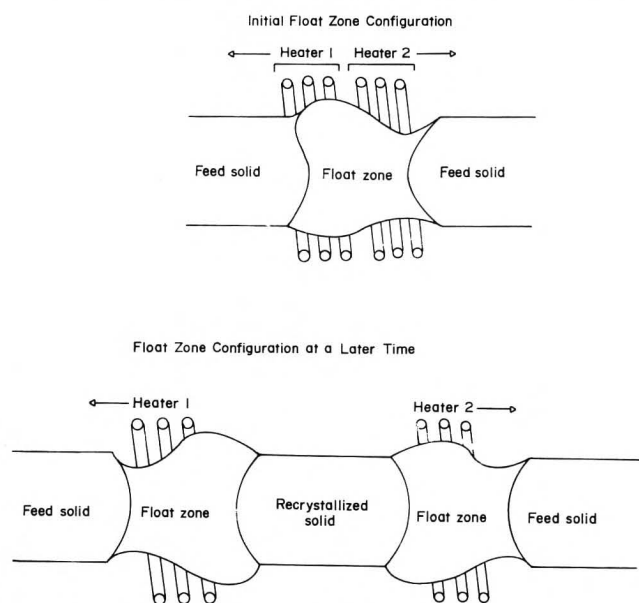 Initial Float Zone Configuration
Heater 1 Heater 2
Feed solid Float zone Feed solid
Float Zone Configuration at a Later Time
Heater 1 Heater 2
Feed solid Float zone Recrystallized solid Float zone Feed solid